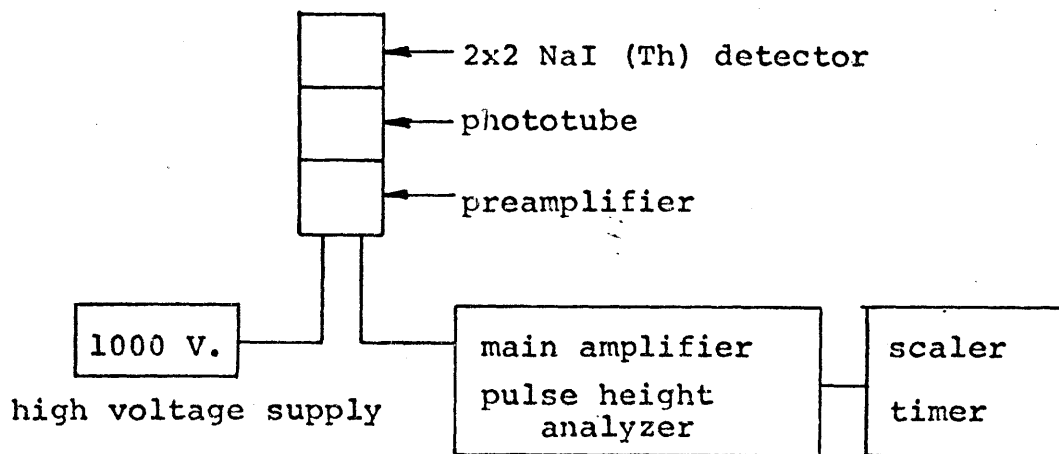 2x2 NaI (Th) detector
phototube
preamplifier
1000 V.
high voltage supply
main amplifier
pulse height
analyzer
scaler
timer